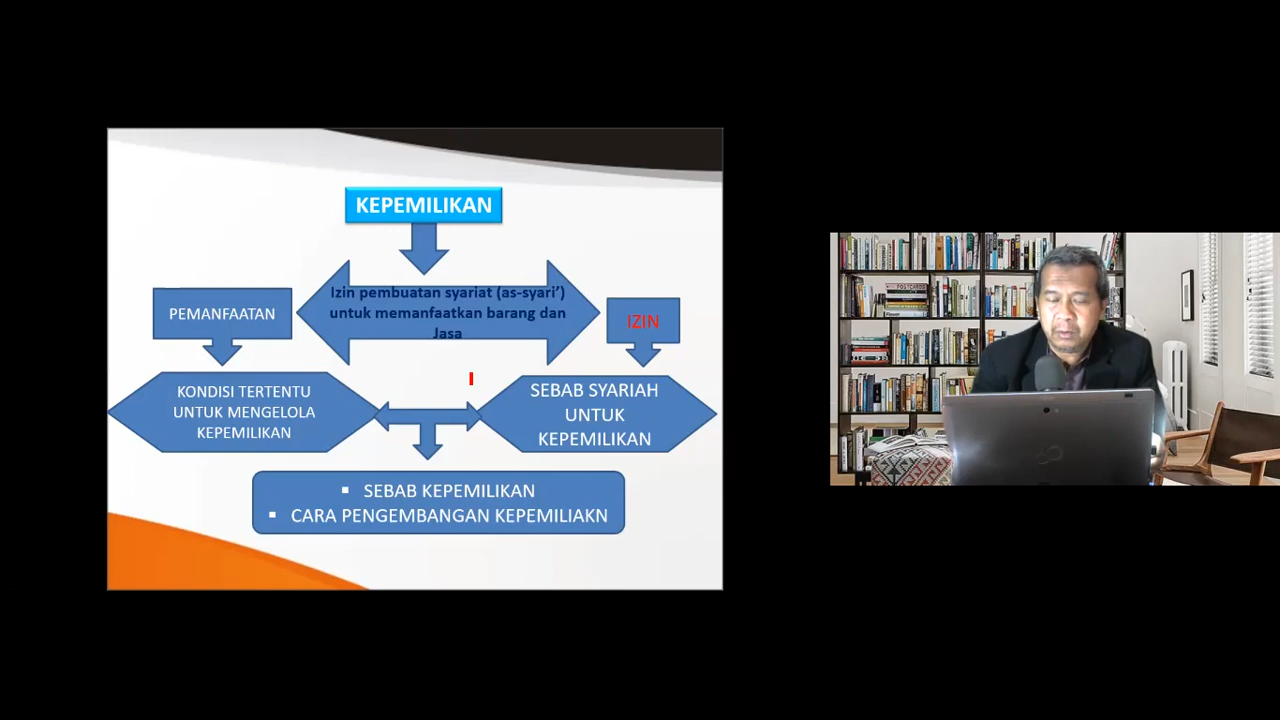 KEPEMILIKAN
Izin pembuatan syariat (as-syari’)
untuk memanfaatkan barang dan
Jasa
PEMANFAATAN
IZIN
KONDISI TERTENTU
UNTUK MENGELOLA
KEPEMILIKAN
SEBAB SYARIAH
UNTUK
KEPEMILIKAN
▪ SEBAB KEPEMILIKAN
▪ CARA PENGEMBANGAN KEPEMILIAKN
POSTCARDS